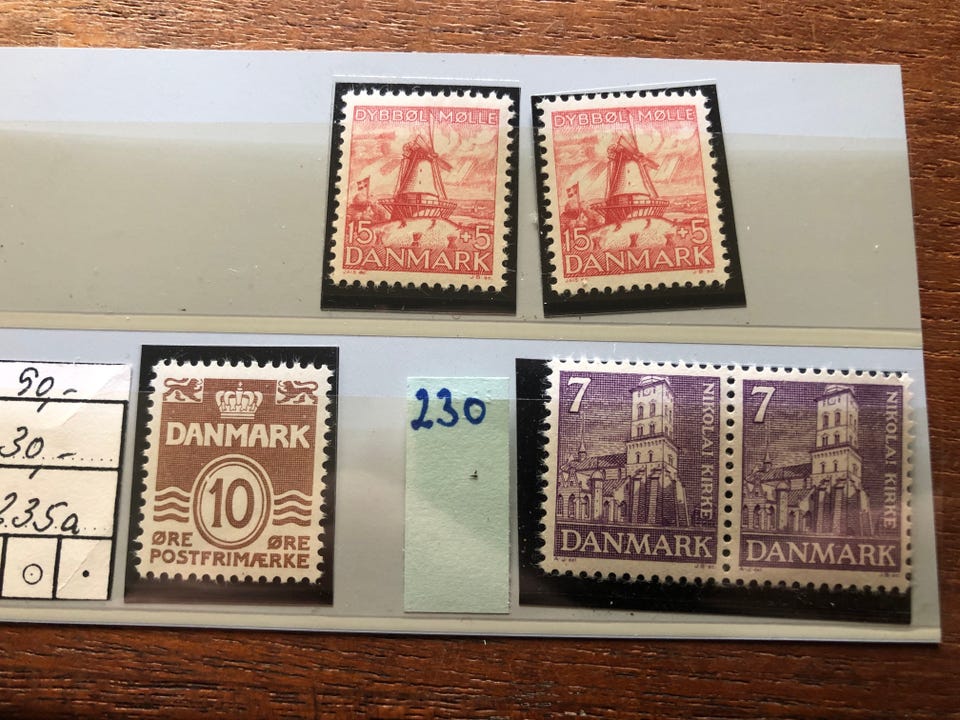 DYBBØL MØLLE
15 +5
DANMARK
DYBBØL MØLLE
15 +5
DANMARK
90,-
30,-
235a
DANMARK
10
ØRE ØRE
POSTFRIMÆRKE
230
7
NIKOLAI KIRKE
DANMARK
7
NIKOLAI KIRKE
DANMARK